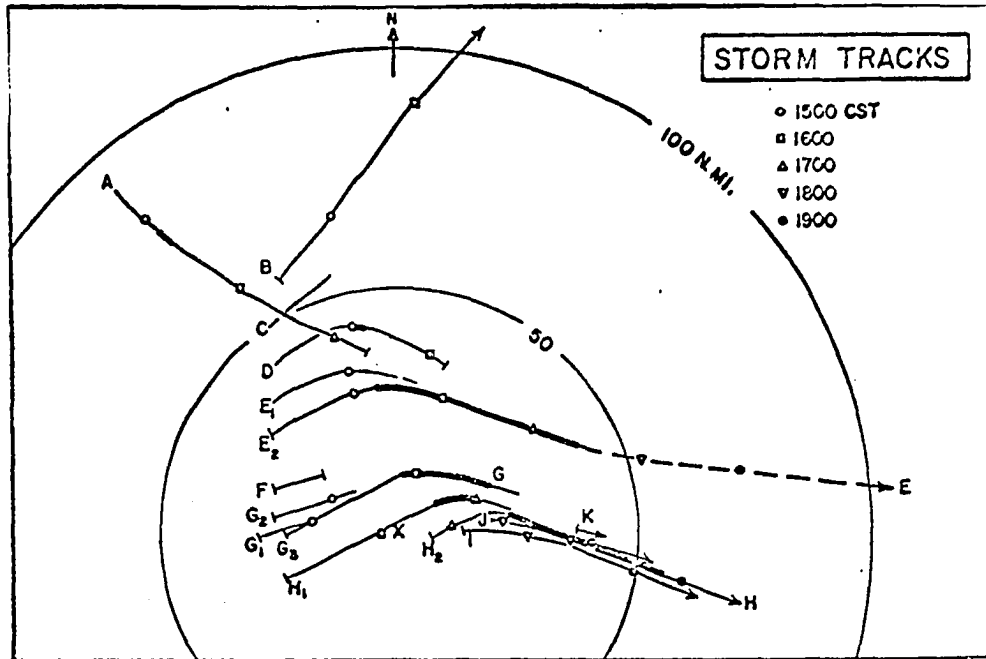 N
STORM TRACKS
1500 CST
1600
1700
1800
1900
100 N. MI.
A
B
C
50
D
E1
E2
F
G
G2
G1
G3
X
H1
H2
I
J
K
E
H